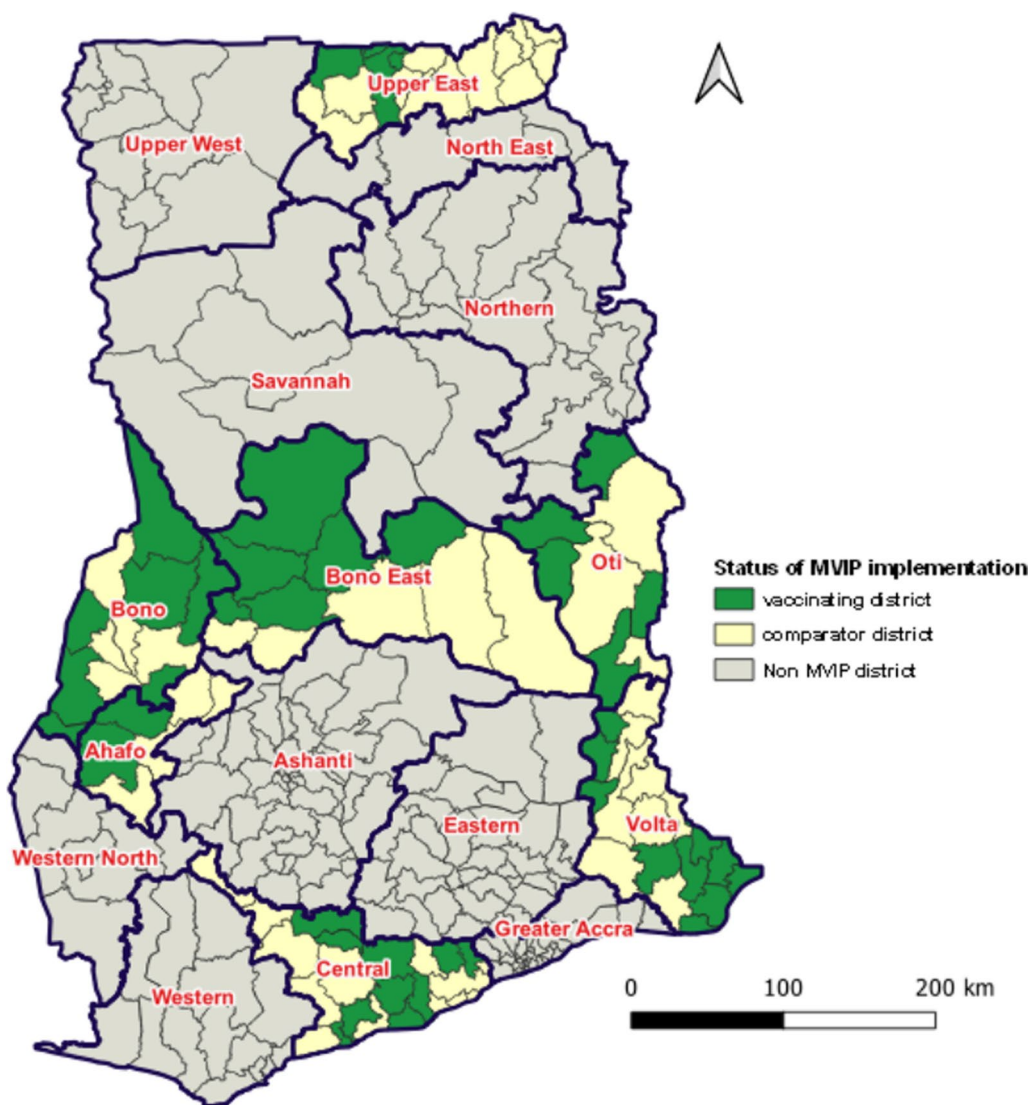 Upper East
Upper West
North East
Northern
Savannah
Bono East
Oti
Bono
Status of MVIP implementation
vaccinating district
comparator district
Non MVIP district
Ahafo
Ashanti
Eastern
Volta
Western North
Greater Accra
Central
Western
0 100 200 km